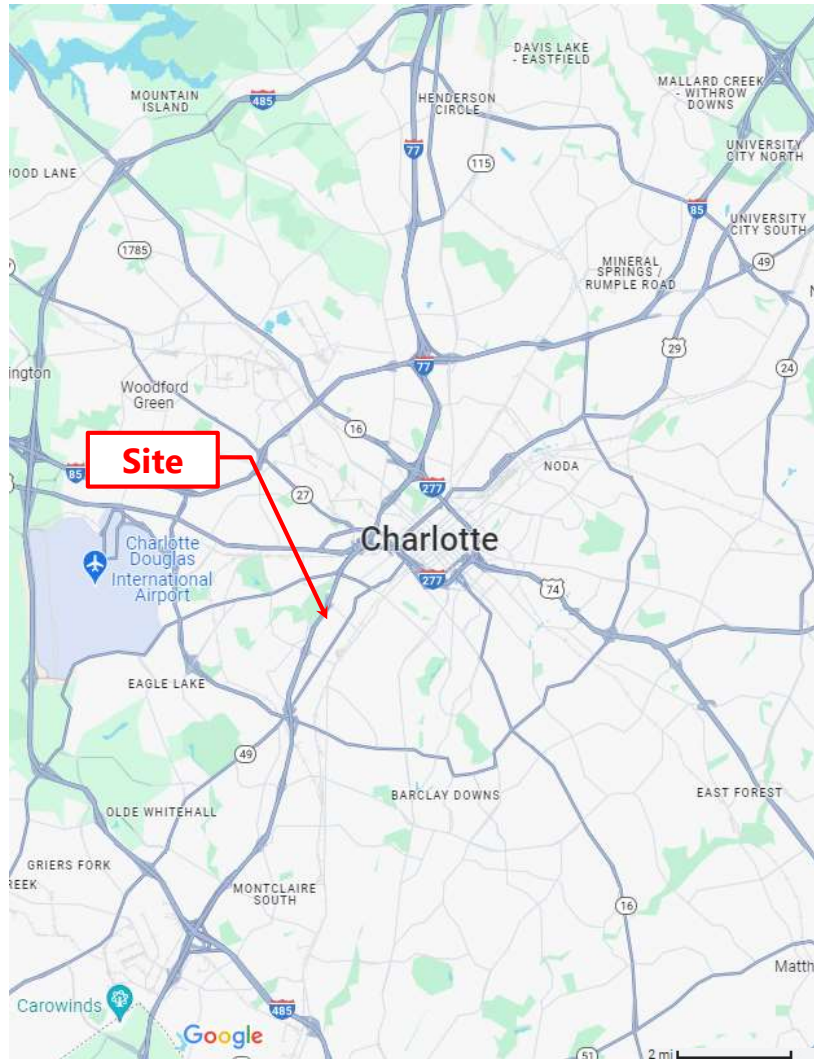 DAVIS LAKE
- EASTFIELD
MOUNTAIN
ISLAND
485
HENDERSON
CIRCLE
MALLARD CREEK
- WITHROW
DOWNS
77
115
UNIVERSITY
CITY NORTH
OOD LANE
85
UNIVERSITY
CITY SOUTH
1785
MINERAL
SPRINGS /
RUMPLE ROAD
49
29
77
24
ington
Woodford
Green
16
Site
85
NODA
277
27
Charlotte
Charlotte
Douglas
International
Airport
277
74
EAGLE LAKE
49
BARCLAY DOWNS
EAST FOREST
OLDE WHITEHALL
GRIERS FORK
REEK
MONTCLAIRE
SOUTH
16
Matth
Carowinds
485
Google
51
2 mi